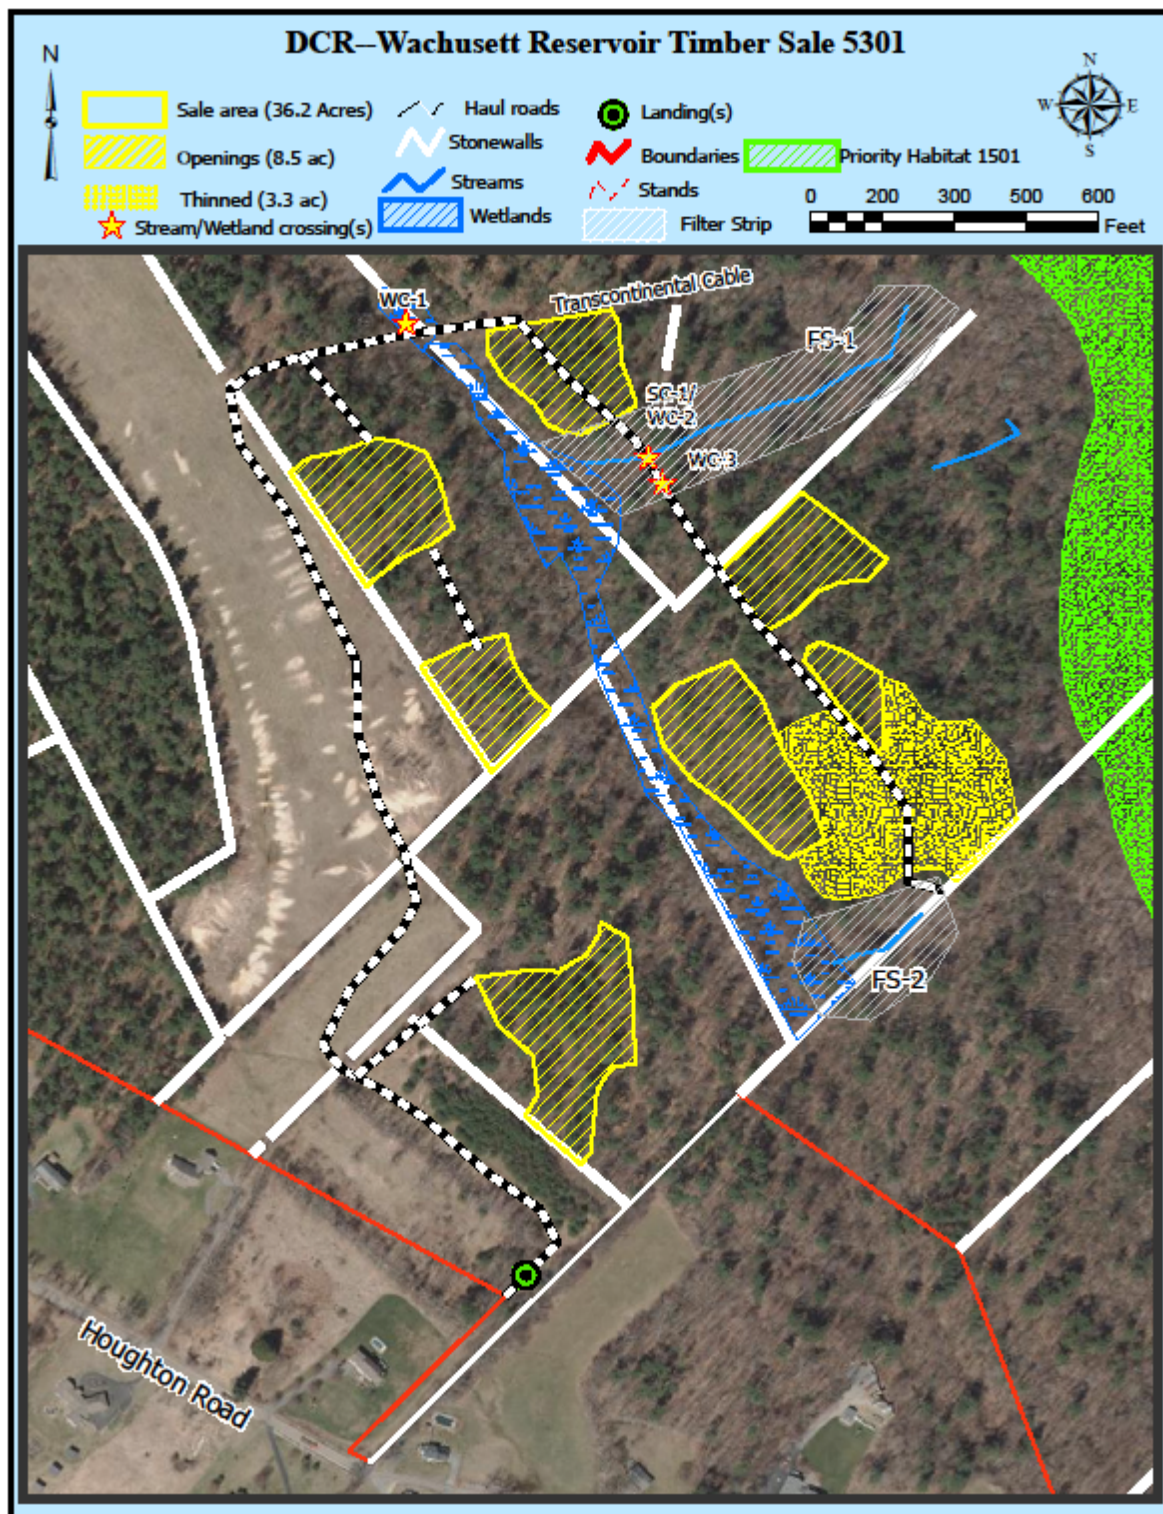 DCR--Wachusett Reservoir Timber Sale 5301
N
N
W E
S
Sale area (36.2 Acres)
Haul roads
Landing(s)
Openings (8.5 ac)
Stonewalls
Boundaries
Priority Habitat 1501
Thinned (3.3 ac)
Streams
Stands
0 200 300 500 600
Feet
Stream/Wetland crossing(s)
Wetlands
Filter Strip
WC-1
Transcontinental Cable
FS-1
SC-1/
WC-2
WC-3
FS-2
Houghton Road